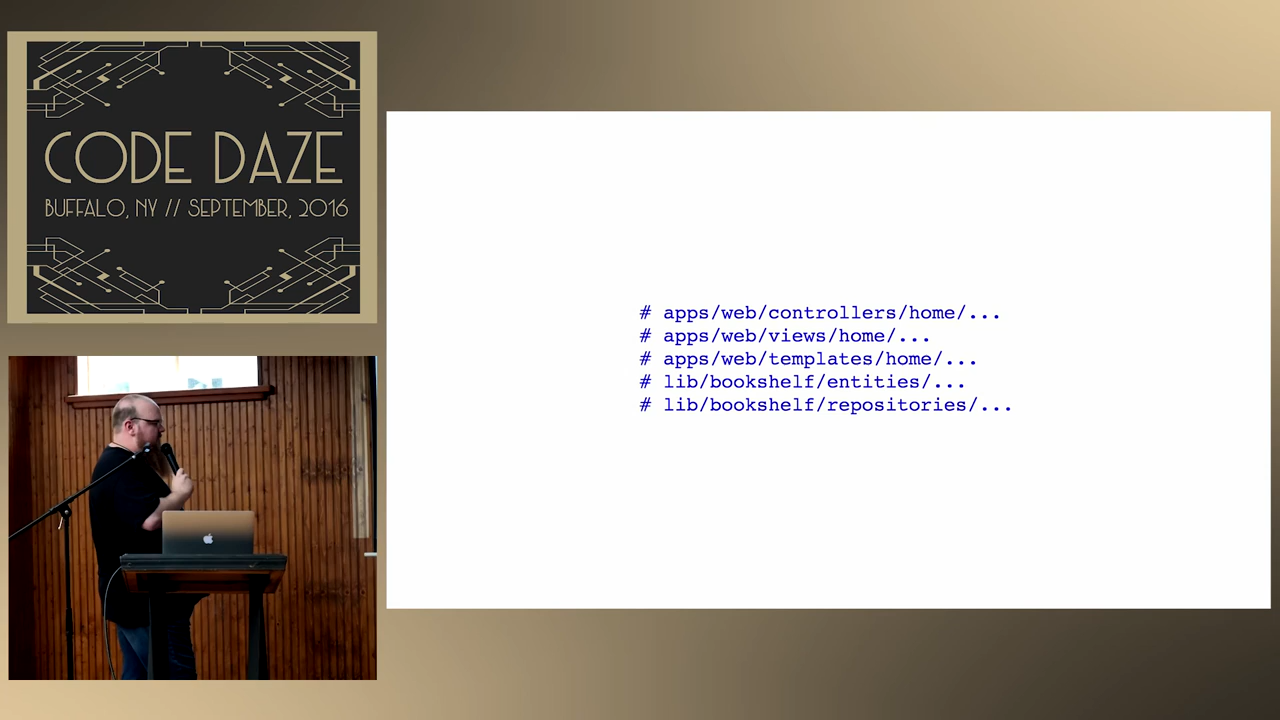 CODE DAZE
BUFFALO, NY // SEPTEMBER, 2016
# apps/web/controllers/home/...
# apps/web/views/home/...
# apps/web/templates/home/...
# lib/bookshelf/entities/...
# lib/bookshelf/repositories/...